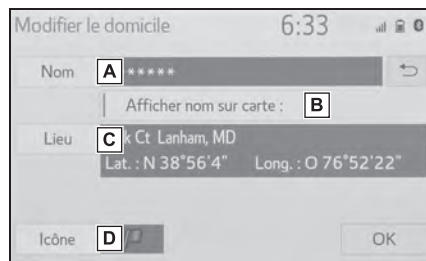 Modifier le domicile 6:33 0
Nom A *****
Afficher nom sur carte : B
Lieu C k Ct Lanham, MD
Lat. : N 38°56'4" Long. : O 76°52'22"
Icône D OK